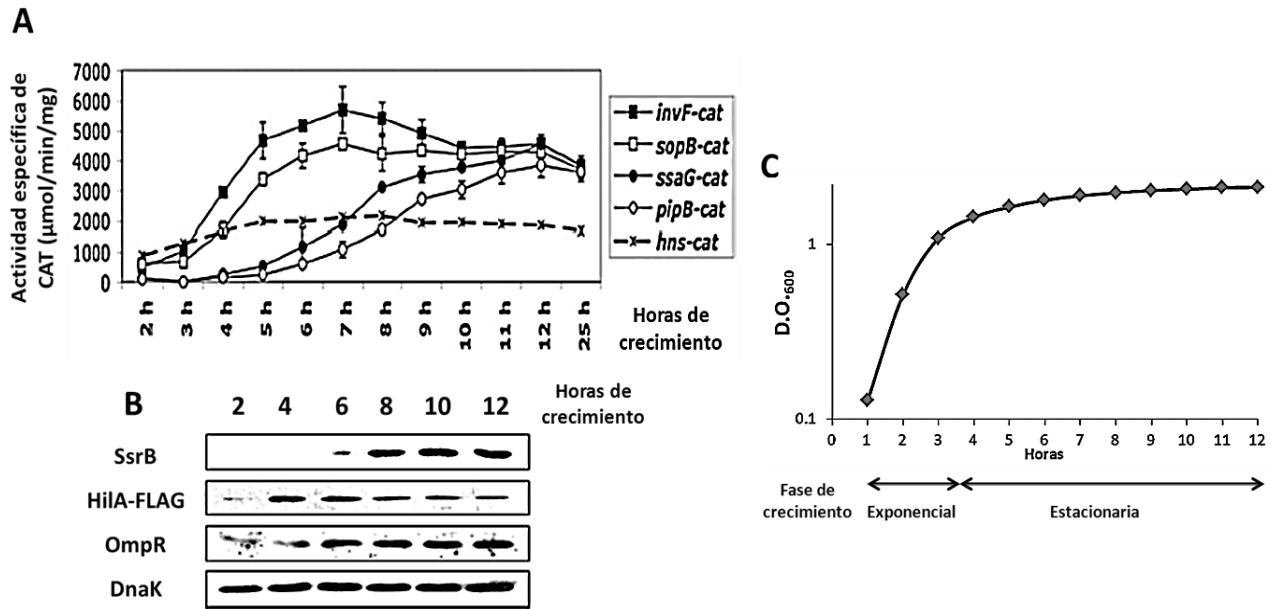 A
Actividad específica de
CAT (µmol/min/mg)
7000
6000
5000
4000
3000
2000
1000
0
2 h
3 h
4 h
5 h
6 h
7 h
8 h
9 h
10 h
11 h
12 h
25 h
Horas de
crecimiento
invF-cat
sopB-cat
ssaG-cat
pipB-cat
hns-cat
B
2 4 6 8 10 12
Horas de
crecimiento
SsrB
HilA-FLAG
OmpR
DnaK
C
D.O.600
1
0.1
0 1 2 3 4 5 6 7 8 9 10 11 12
Horas
Fase de
crecimiento
Exponencial
Estacionaria